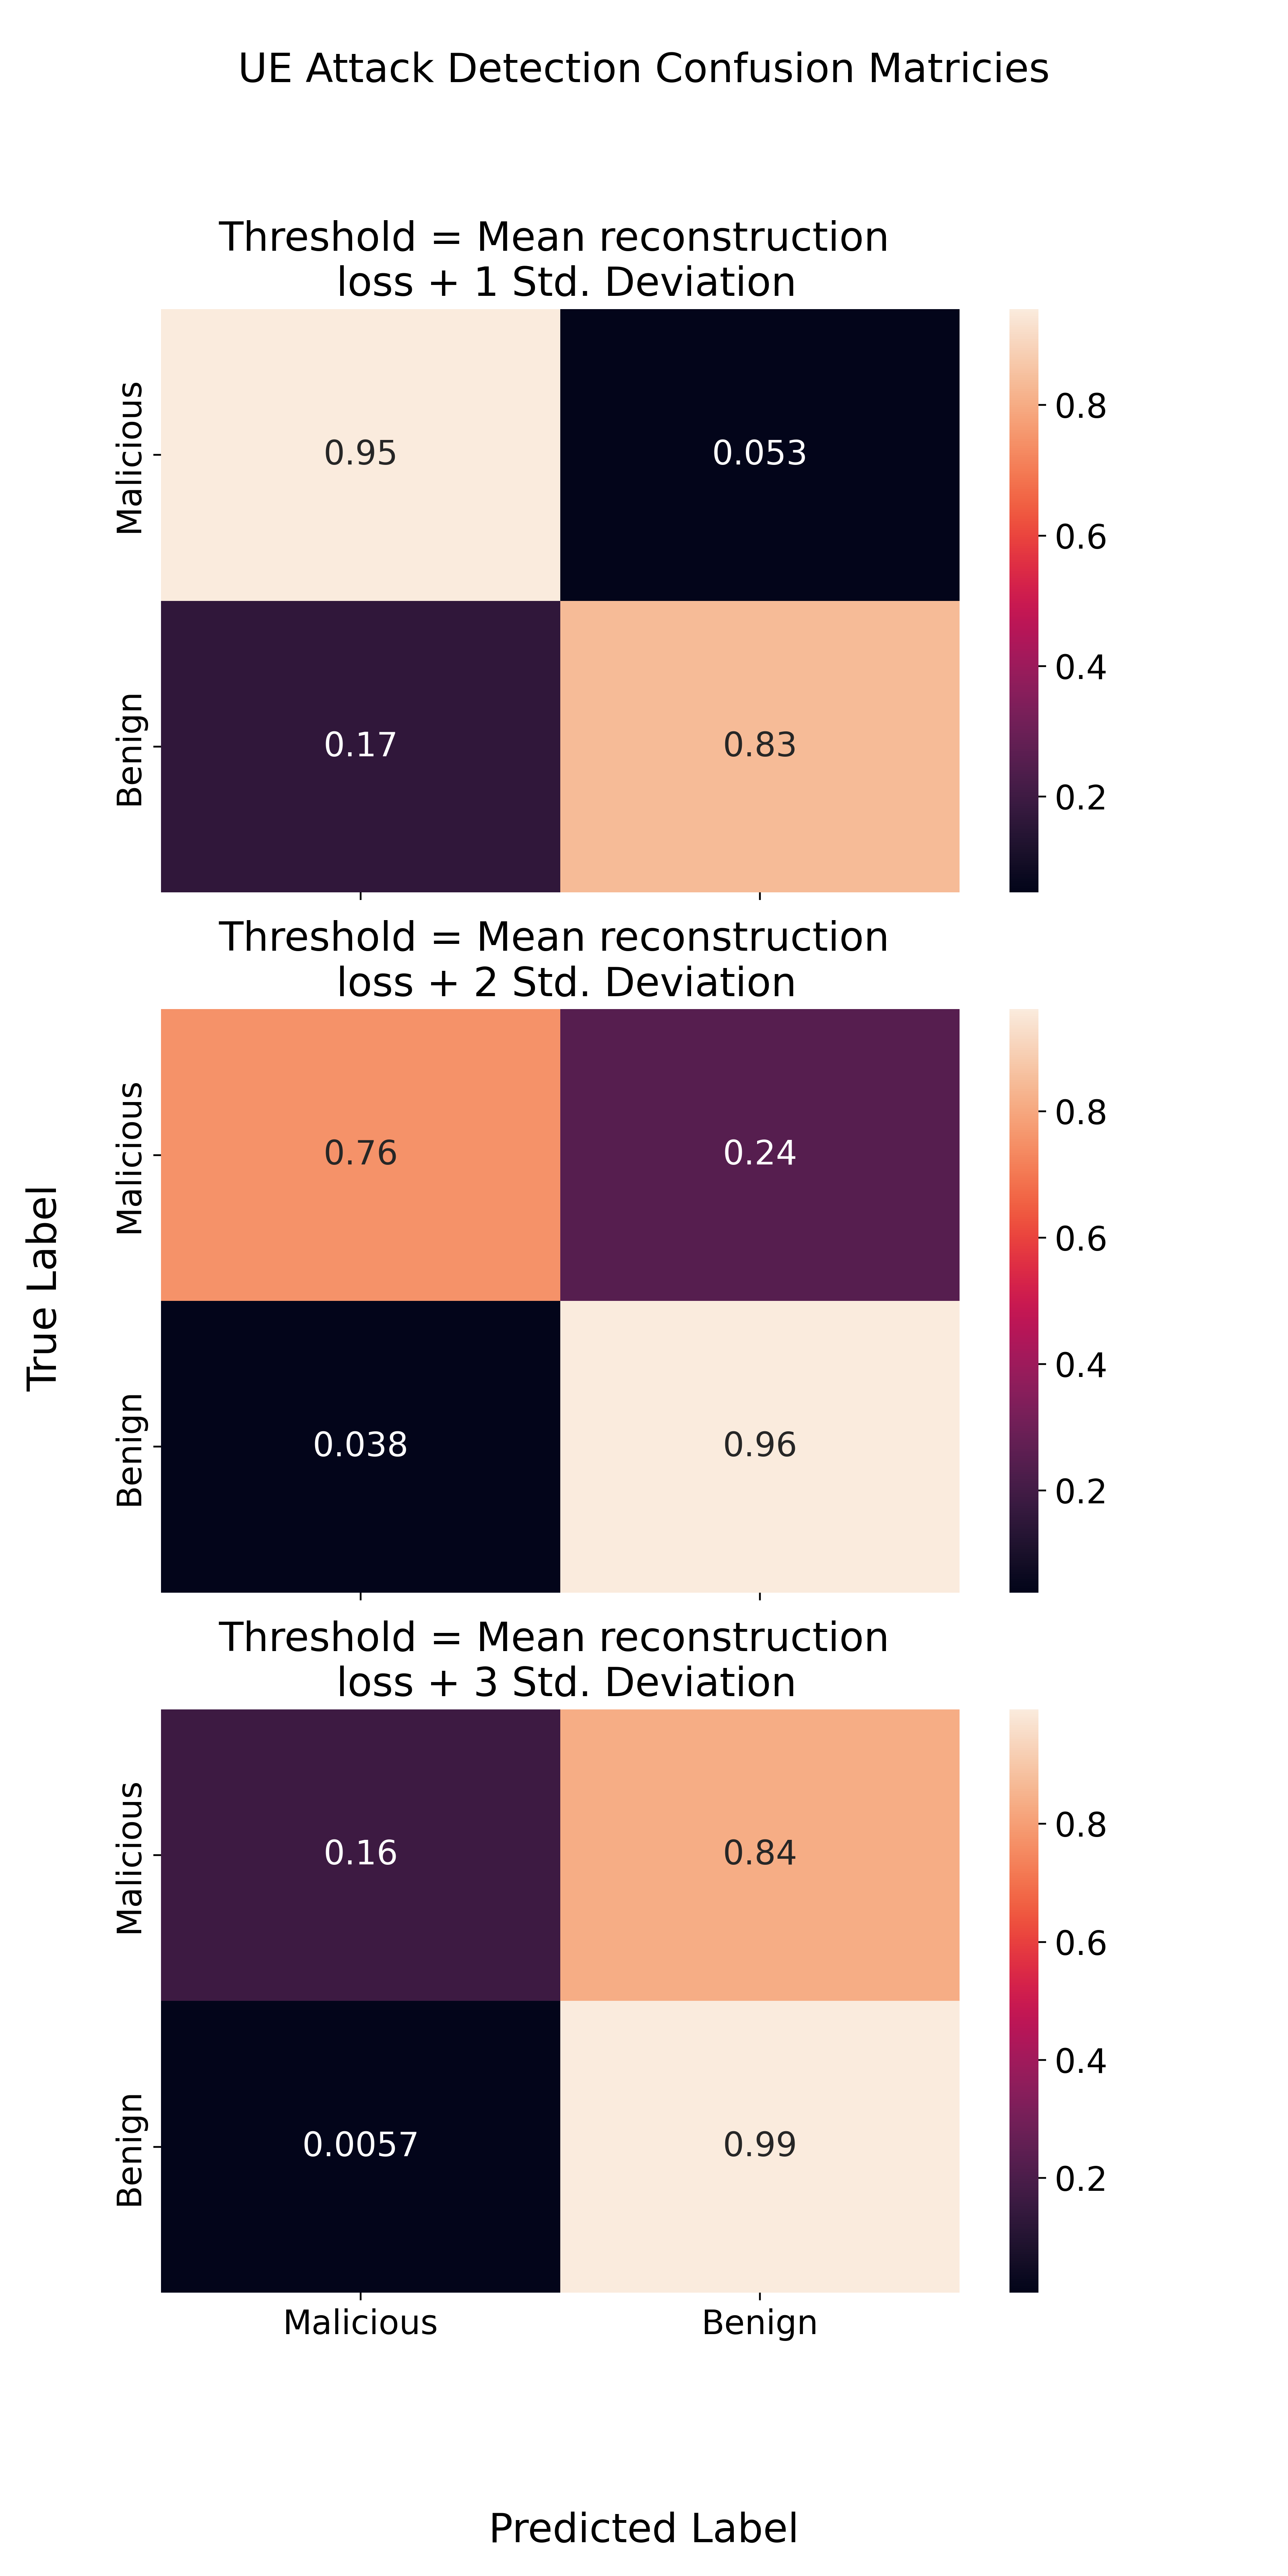 UE Attack Detection Confusion Matricies
Threshold = Mean reconstruction
loss + 1 Std. Deviation
Malicious
0.95
0.053
Benign
0.17
0.83
0.8
0.6
0.4
0.2
Threshold = Mean reconstruction
loss + 2 Std. Deviation
True Label
Malicious
0.76
0.24
Benign
0.038
0.96
0.8
0.6
0.4
0.2
Threshold = Mean reconstruction
loss + 3 Std. Deviation
Malicious
0.16
0.84
Benign
0.0057
0.99
0.8
0.6
0.4
0.2
Malicious
Benign
Predicted Label